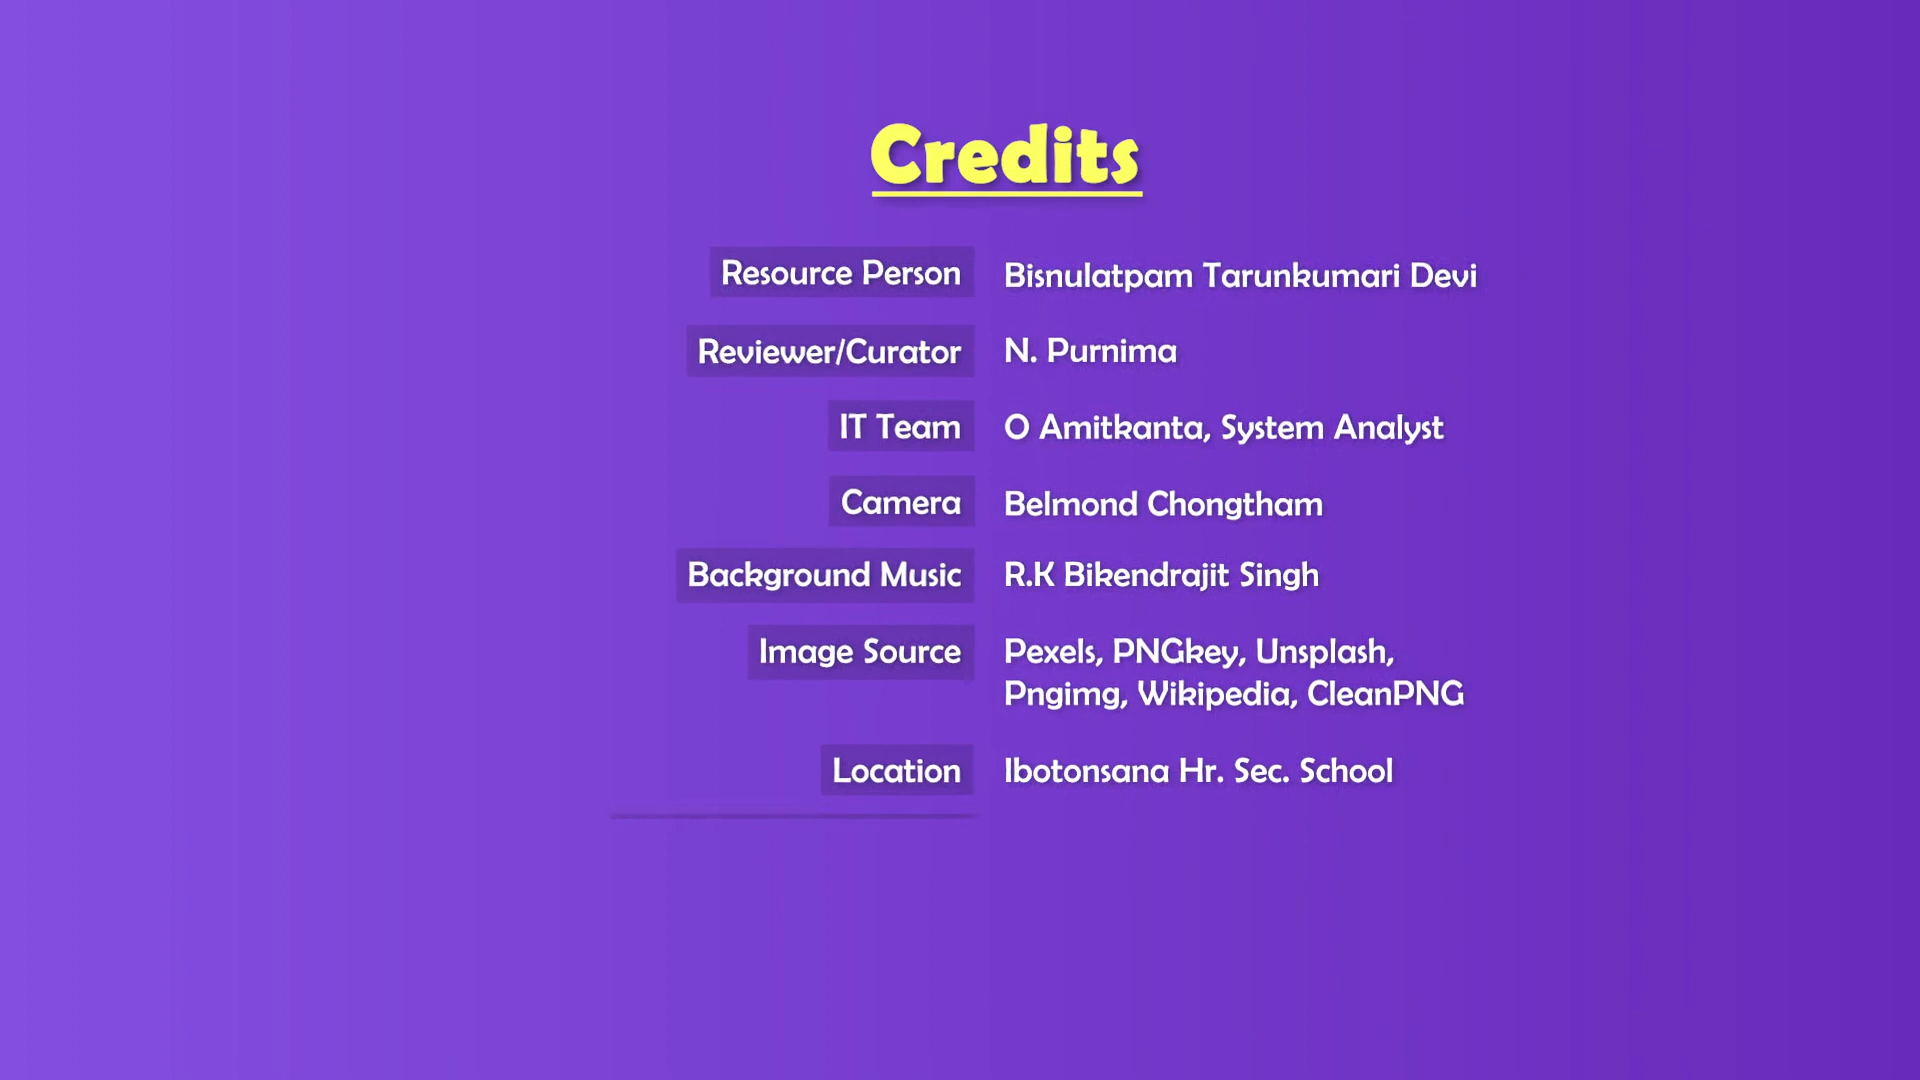 Credits
Resource Person Bisnulatpam Tarunkumari Devi
Reviewer/Curator N. Purnima
IT Team O Amitkanta, System Analyst
Camera Belmond Chongtham
Background Music R.K Bikendrajit Singh
Image Source Pexels, PNGkey, Unsplash,
Pngimg, Wikipedia, CleanPNG
Location Ibotonsana Hr. Sec. School